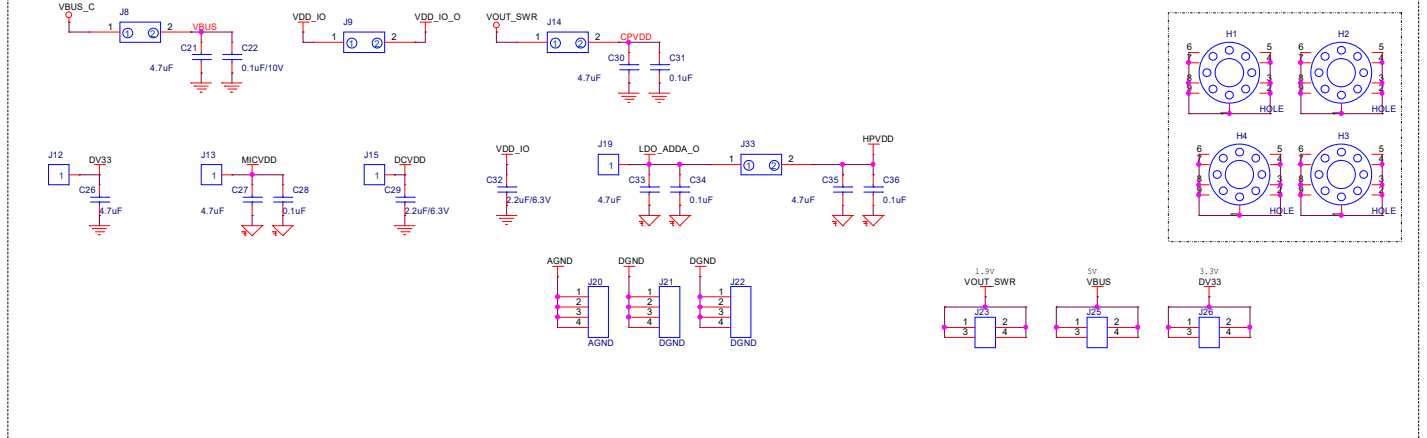 VBUS_C
J8
1
2
1
2
VBUS
C21
C22
4.7uF
0.1uF/10V
VDD_IO
J9
VDD_IO_O
1
2
1
2
VOUT_SWR
J14
1
2
1
2
CPVDD
C30
C31
4.7uF
0.1uF
H1
6
7
8
9
5
4
3
2
HOLE
H2
6
7
8
9
5
4
3
2
HOLE
H4
6
7
8
9
5
4
3
2
HOLE
H3
6
7
8
9
5
4
3
2
HOLE
J12
1
DV33
C26
4.7uF
J13
1
MICVDD
C27
C28
4.7uF
0.1uF
J15
1
DCVDD
C29
2.2uF/6.3V
VDD_IO
C32
2.2uF/6.3V
J19
1
LDO_ADDA_O
C33
C34
4.7uF
0.1uF
J33
1
2
1
2
HPVDD
C35
C36
4.7uF
0.1uF
AGND
J20
1
2
3
4
AGND
DGND
J21
1
2
3
4
DGND
DGND
J22
1
2
3
4
DGND
1.9V
VOUT_SWR
J23
1
2
3
4
5V
VBUS
J25
1
2
3
4
3.3V
DV33
J26
1
2
3
4